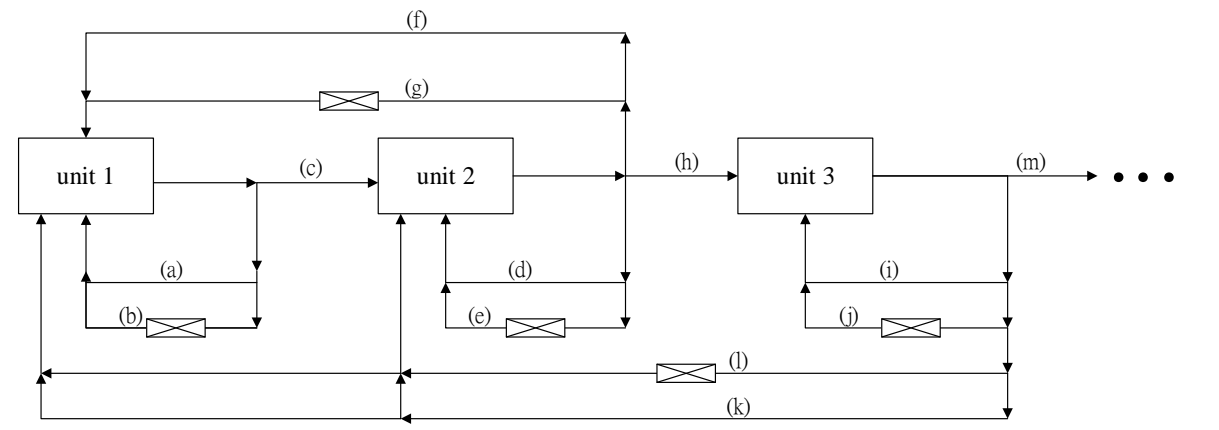 (f)
(g)
unit 1
(c)
unit 2
(h)
unit 3
(m)
• • •
(a)
(d)
(i)
(b)
(e)
(j)
(l)
(k)